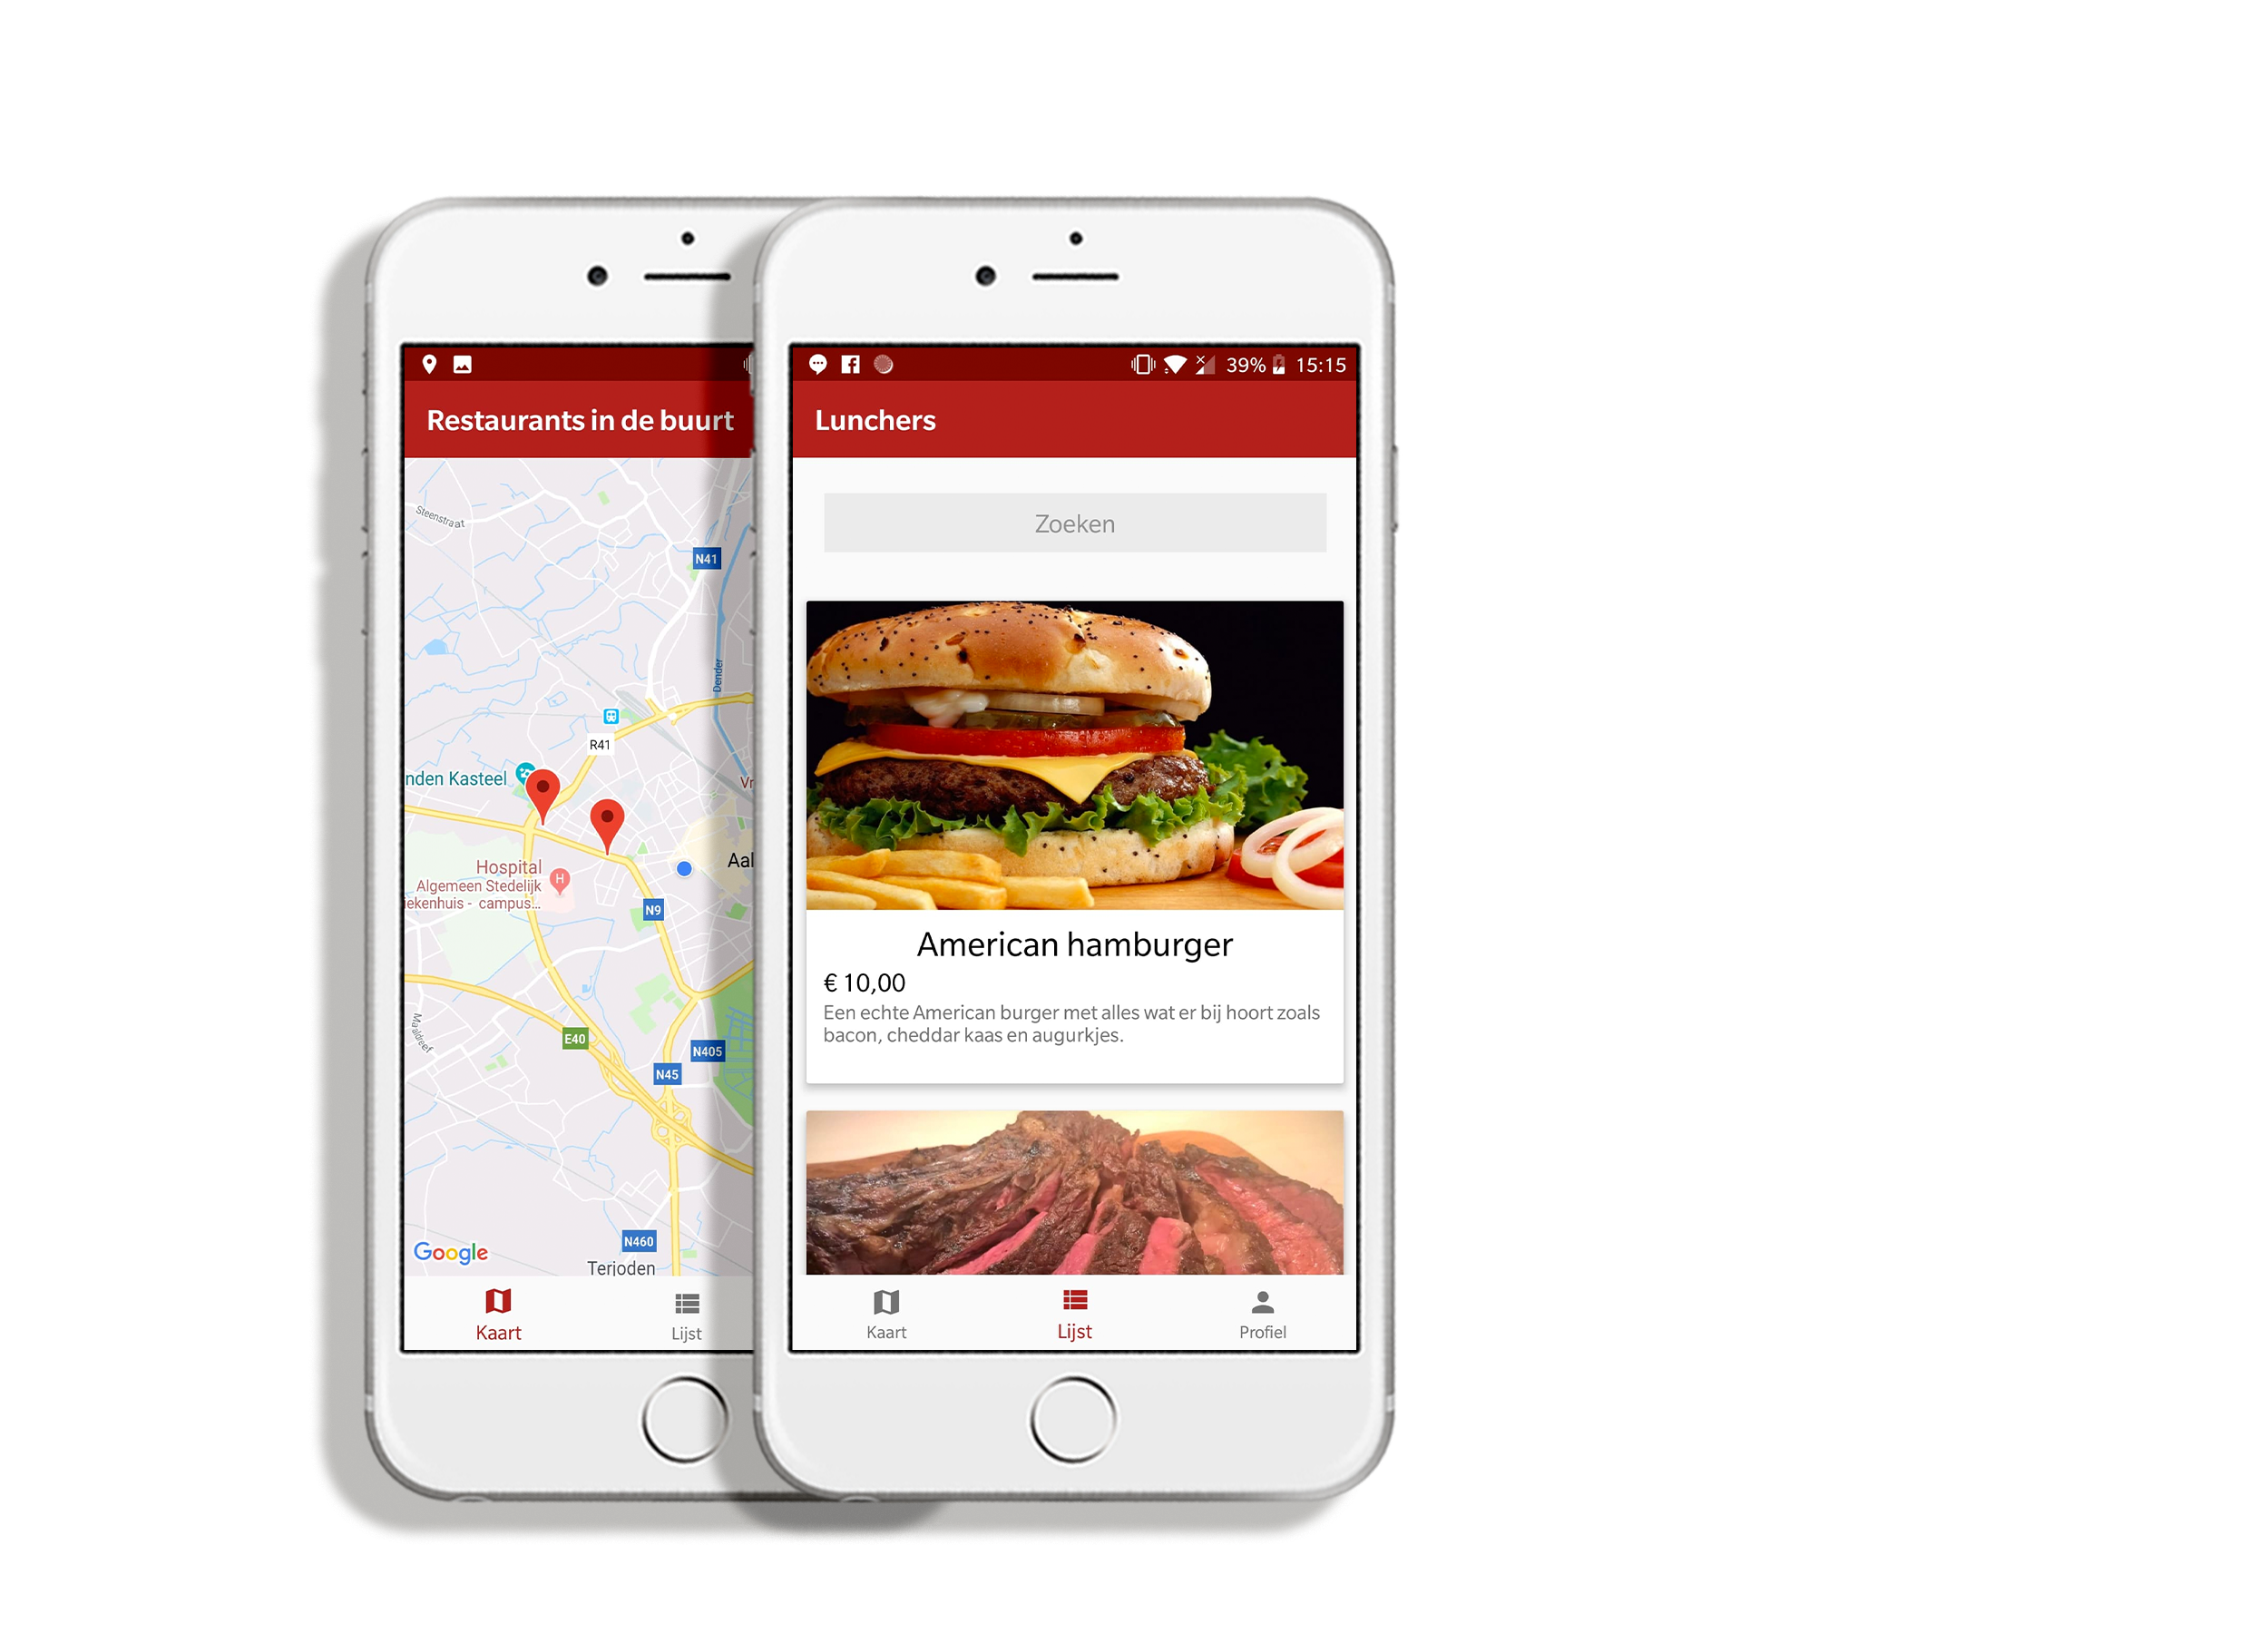 Restaurants in de buurt
Steenstraat
N41
Dender
R41
nden Kasteel
Hospital
Algemeen Stedelijk
iekenhuis - campus...
H
Aal
N9
E40
N405
N45
N460
Terjoden
Google
Kaart
Lijst
39% 15:15
Lunchers
Zoeken
American hamburger
€ 10,00
Een echte American burger met alles wat er bij hoort zoals
bacon, cheddar kaas en augurkjes.
Kaart
Lijst
Profiel